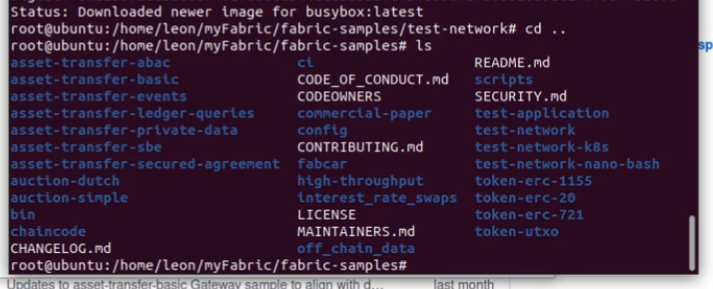 Status: Downloaded newer image for busybox:latest
root@ubuntu:/home/leon/myFabric/fabric-samples/test-network# cd ..
root@ubuntu:/home/leon/myFabric/fabric-samples# ls
asset-transfer-abac ci README.md
asset-transfer-basic CODE_OF_CONDUCT.md scripts
asset-transfer-events CODEOWNERS SECURITY.md
asset-transfer-ledger-queries commercial-paper test-application
asset-transfer-private-data config test-network
asset-transfer-sbe CONTRIBUTING.md test-network-k8s
asset-transfer-secured-agreement fabcar test-network-nano-bash
auction-dutch high-throughput token-erc-1155
auction-simple interest_rate_swaps token-erc-20
bin LICENSE token-erc-721
chaincode MAINTAINERS.md token-utxo
CHANGELOG.md off_chain_data
root@ubuntu:/home/leon/myFabric/fabric-samples#
sp
Updates to asset-transfer-basic Gateway sample to align with d... last month